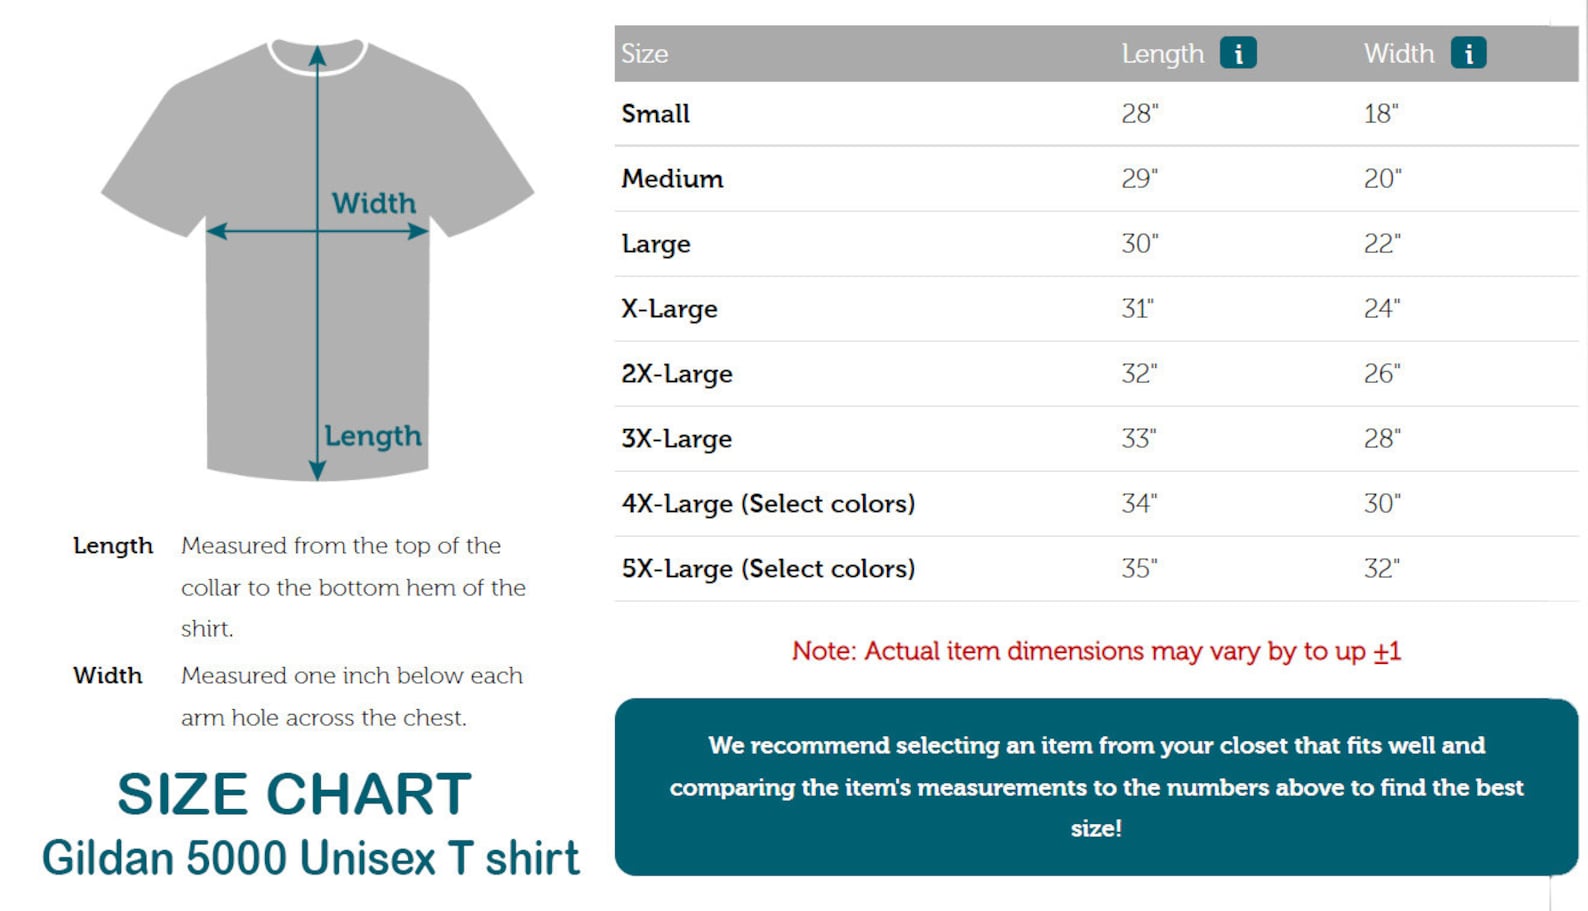 Width
Length
Length Measured from the top of the
collar to the bottom hem of the
shirt.
Width Measured one inch below each
arm hole across the chest.
SIZE CHART
Gildan 5000 Unisex T shirt
Size Length i Width i
Small 28" 18"
Medium 29" 20"
Large 30" 22"
X-Large 31" 24"
2X-Large 32" 26"
3X-Large 33" 28"
4X-Large (Select colors) 34" 30"
5X-Large (Select colors) 35" 32"
Note: Actual item dimensions may vary by to up ±1
We recommend selecting an item from your closet that fits well and
comparing the item's measurements to the numbers above to find the best
size!